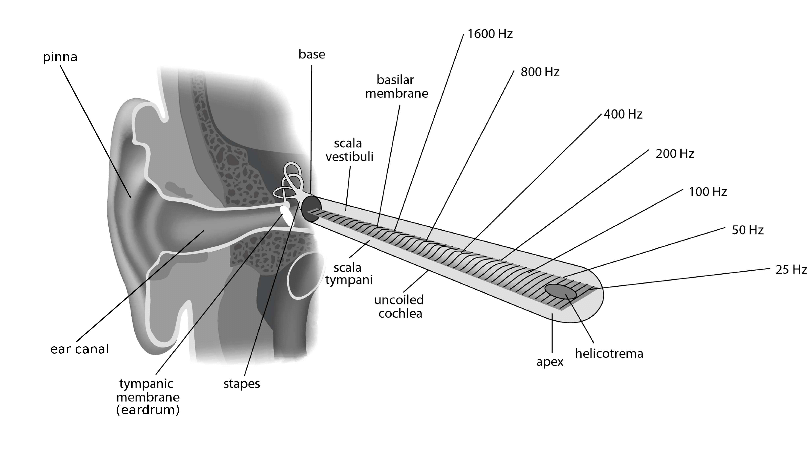 1600 Hz
base
pinna
800 Hz
basilar
membrane
400 Hz
scala
vestibuli
200 Hz
100 Hz
50 Hz
25 Hz
scala
tympani
uncoiled
cochlea
ear canal
helicotrema
apex
tympanic
membrane
(eardrum)
stapes